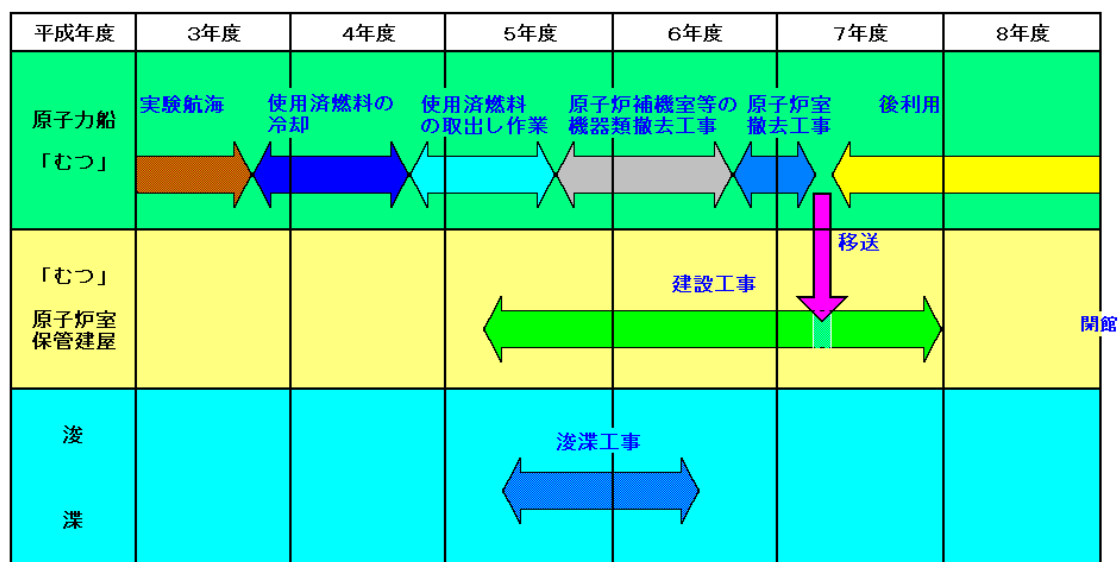 平成年度
3年度
4年度
5年度
6年度
7年度
8年度
原子力船
「むつ」
実験航海
使用済燃料の
冷却
使用済燃料
の取出し作業
原子炉補機室等の
機器類撤去工事
原子炉室
撤去工事
後利用
移送
「むつ」
原子炉室
保管建屋
建設工事
開館
浚
渫
浚渫工事